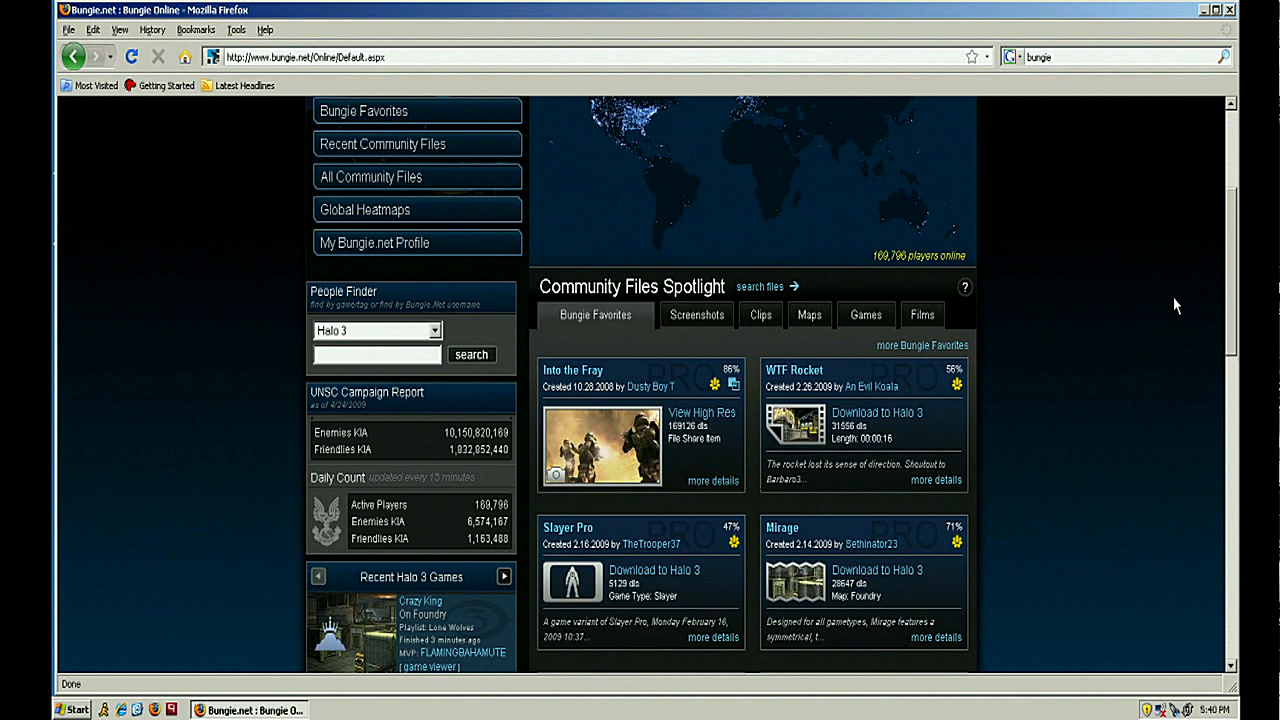 Bungie.net : Bungie Online - Mozilla Firefox
File Edit View History Bookmarks Tools Help
http://www.bungie.net/Online/Default.aspx
bungie
Most Visited Getting Started Latest Headlines
Bungie Favorites
Recent Community Files
All Community Files
Global Heatmaps
My Bungie.net Profile
169,796 players online
People Finder
find by gamertag or find by Bungie.Net username
Halo 3
search
UNSC Campaign Report
as of 4/24/2009
Enemies KIA 10,150,820,169
Friendlies KIA 1,832,852,440
Daily Count updated every 15 minutes
Active Players 169,796
Enemies KIA 6,574,167
Friendlies KIA 1,163,488
Recent Halo 3 Games
Crazy King
On Foundry
Playlist: Lone Wolves
Finished 3 minutes ago
MVP: FLAMINGBAHAMUTE
[ game viewer ]
Community Files Spotlight search files
?
Bungie Favorites Screenshots Clips Maps Games Films
more Bungie Favorites
Into the Fray 86%
Created 10.28.2008 by Dusty Boy T
View High Res
169126 dls
File Share Item
more details
PRO
WTF Rocket 56%
Created 2.26.2009 by An Evil Koala
Download to Halo 3
31556 dls
Length: 00:00:16
The rocket lost its sense of direction. Shoutout to
Barbaro3...
more details
PRO
Slayer Pro 47%
Created 2.16.2009 by TheTrooper37
Download to Halo 3
5129 dls
Game Type: Slayer
A game variant of Slayer Pro, Monday February 16,
2009 10:37...
more details
PRO
Mirage 71%
Created 2.14.2009 by Sethinator23
Download to Halo 3
28647 dls
Map: Foundry
Designed for all gametypes, Mirage features a
symmetrical, t...
more details
PRO
Done
Start
Bungie.net : Bungie O...
5:40 PM